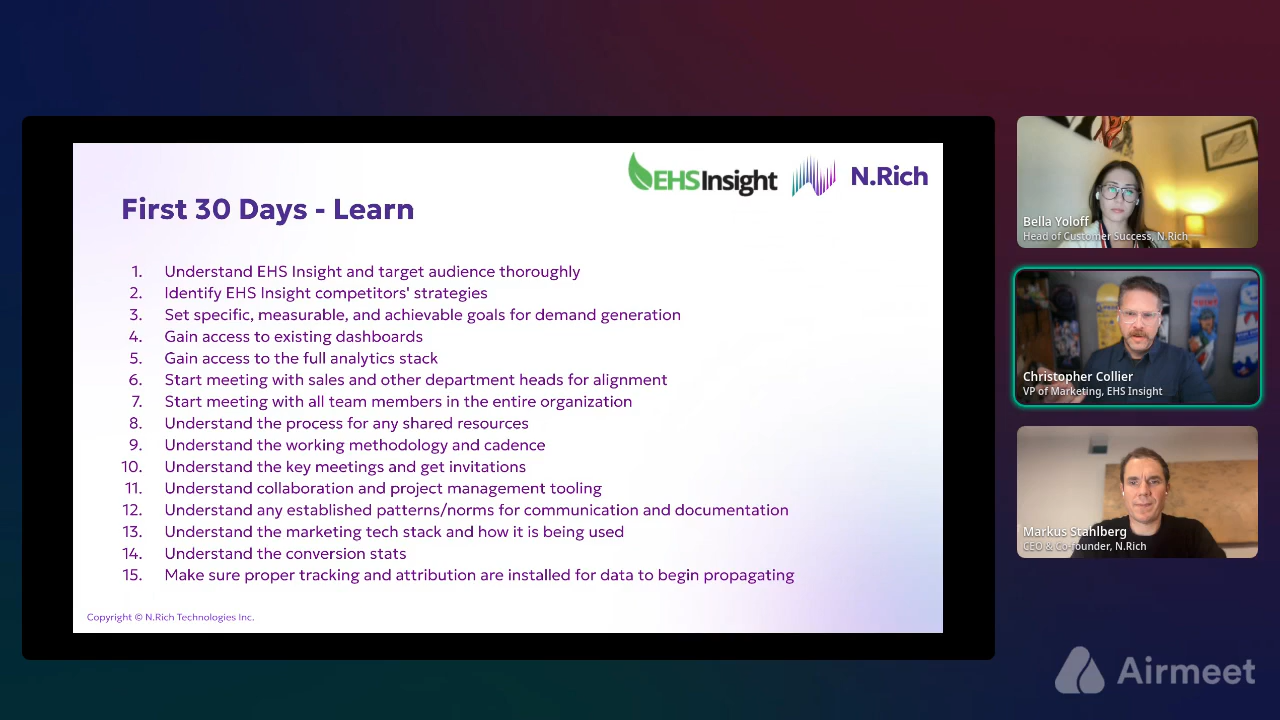 EHSInsight
N.Rich
First 30 Days - Learn
1. Understand EHS Insight and target audience thoroughly
2. Identify EHS Insight competitors' strategies
3. Set specific, measurable, and achievable goals for demand generation
4. Gain access to existing dashboards
5. Gain access to the full analytics stack
6. Start meeting with sales and other department heads for alignment
7. Start meeting with all team members in the entire organization
8. Understand the process for any shared resources
9. Understand the working methodology and cadence
10. Understand the key meetings and get invitations
11. Understand collaboration and project management tooling
12. Understand any established patterns/norms for communication and documentation
13. Understand the marketing tech stack and how it is being used
14. Understand the conversion stats
15. Make sure proper tracking and attribution are installed for data to begin propagating
Copyright © N.Rich Technologies Inc.
Bella Yoloff
Head of Customer Success, N.Rich
Christopher Collier
VP of Marketing, EHS Insight
Markus Stahlberg
CEO & Co-founder, N.Rich
Airmeet